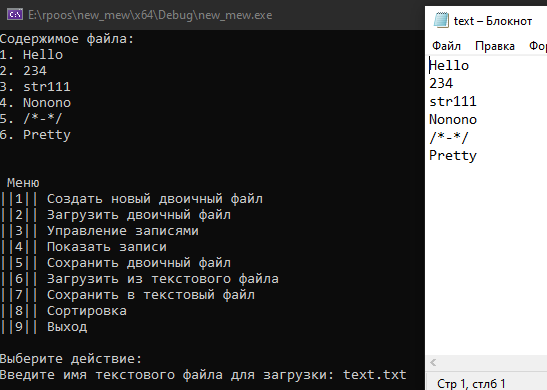 E:\rpoos\new_mew\x64\Debug\new_mew.exe
Содержимое файла:
1. Hello
2. 234
3. str111
4. Nonono
5. /*-*/
6. Pretty
Меню
||1|| Создать новый двоичный файл
||2|| Загрузить двоичный файл
||3|| Управление записями
||4|| Показать записи
||5|| Сохранить двоичный файл
||6|| Загрузить из текстового файла
||7|| Сохранить в текстовый файл
||8|| Сортировка
||9|| Выход
Выберите действие:
Введите имя текстового файла для загрузки: text.txt
text – Блокнот
Файл Правка Фор
Hello
234
str111
Nonono
/*-*/
Pretty
Стр 1, стлб 1